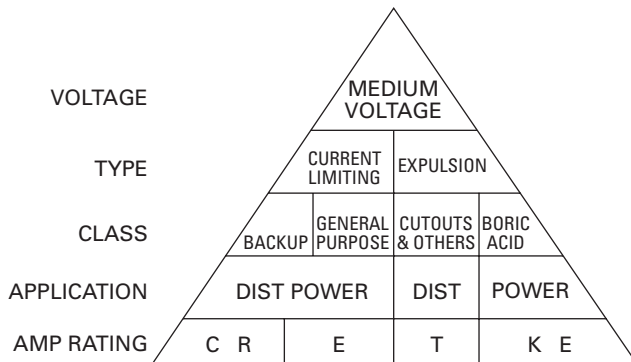 VOLTAGE
MEDIUM
VOLTAGE
TYPE
CURRENT
LIMITING
EXPULSION
CLASS
BACKUP
GENERAL
PURPOSE
CUTOUTS
& OTHERS
BORIC
ACID
APPLICATION
DIST POWER
DIST
POWER
AMP RATING
C R
E
T
K E